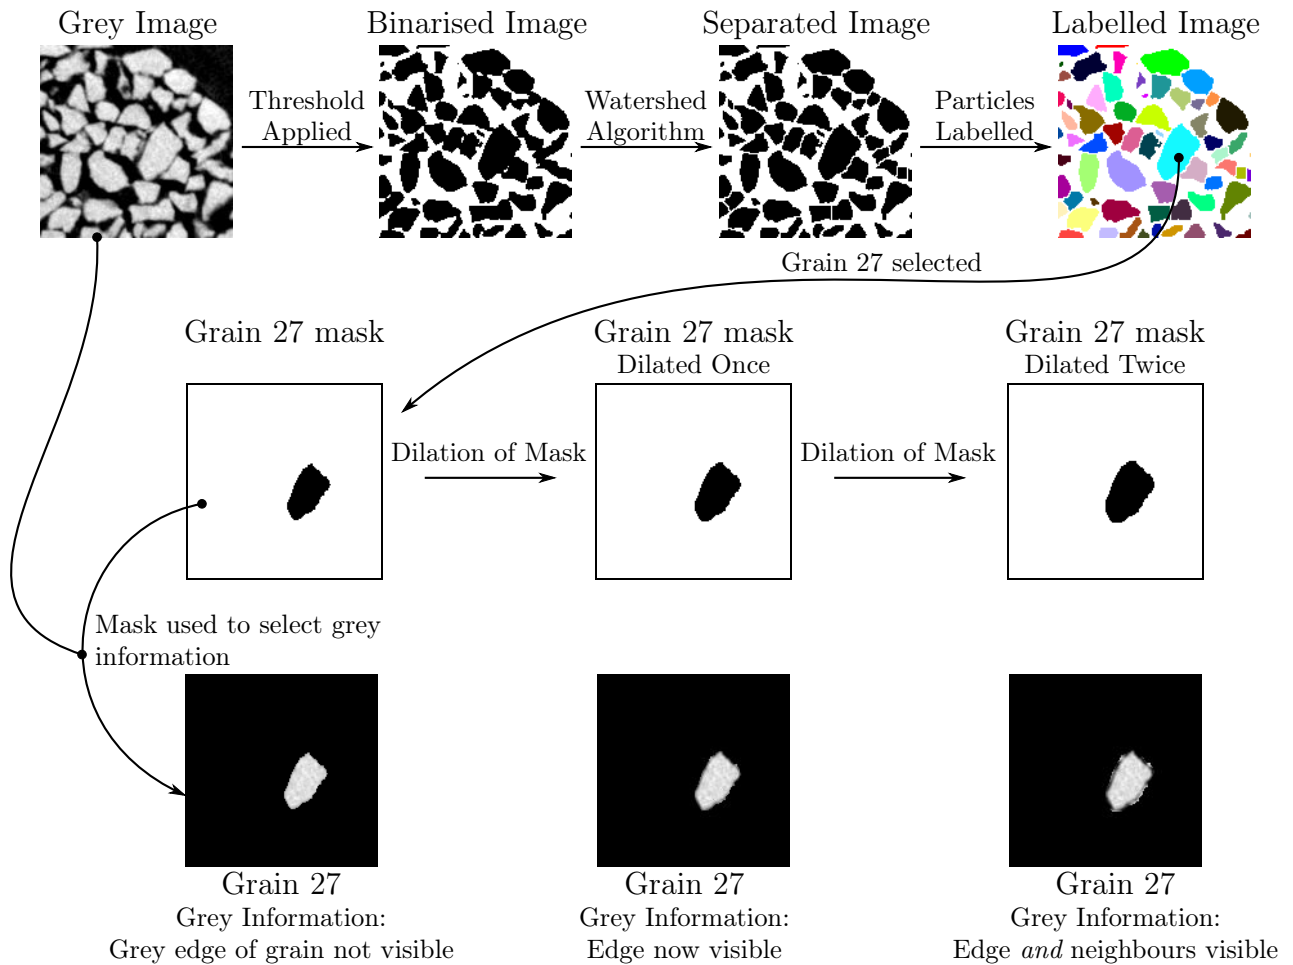 Grey Image
Binarised Image
Separated Image
Labelled Image
Threshold
Applied
Watershed
Algorithm
Particles
Labelled
Grain 27 selected
Grain 27 mask
Grain 27 mask
Dilated Once
Grain 27 mask
Dilated Twice
Dilation of Mask
Dilation of Mask
Mask used to select grey
information
Grain 27
Grey Information:
Grey edge of grain not visible
Grain 27
Grey Information:
Edge now visible
Grain 27
Grey Information:
Edge and neighbours visible